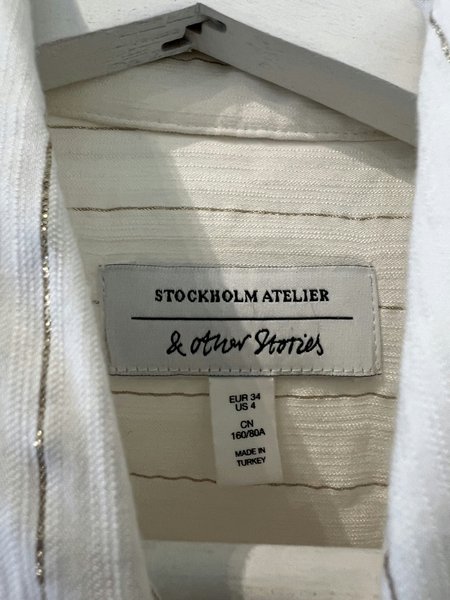 STOCKHOLM ATELIER
& other Stories
EUR 34
US 4
CN
160/80A
MADE IN
TURKEY